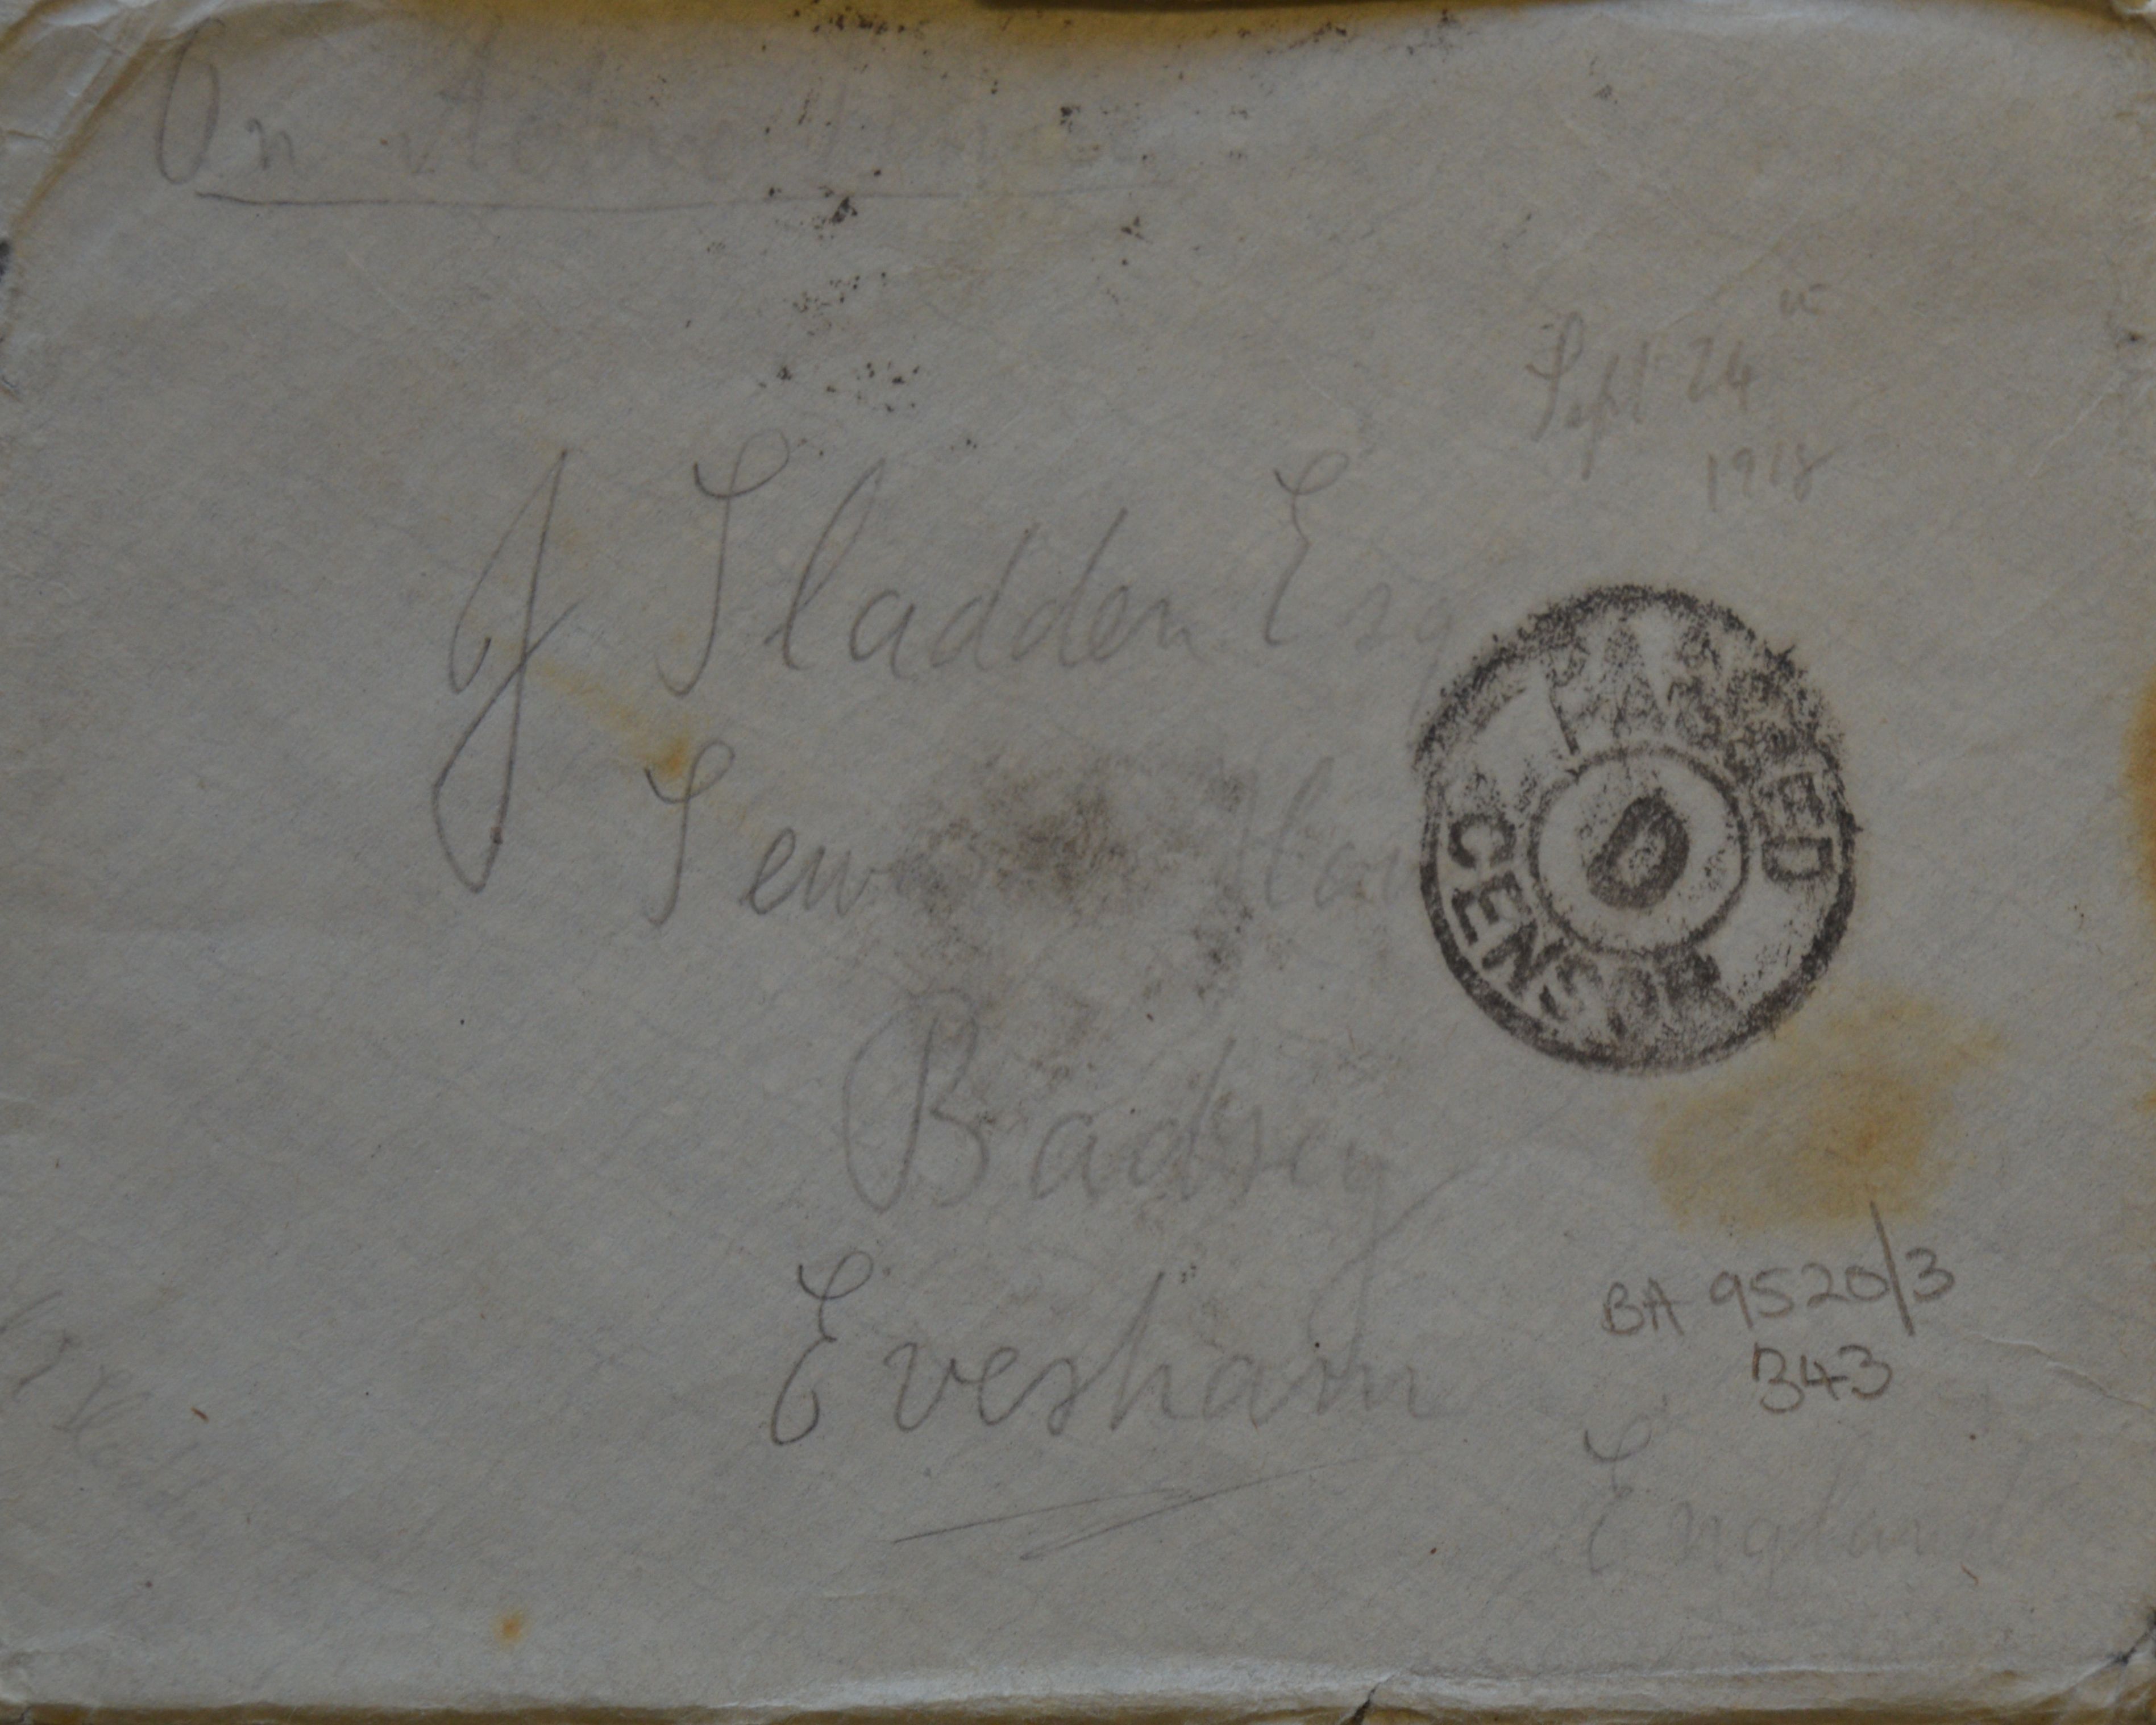 On Active Service
Sept 24th
1918
J Sladden Esq
Badsey
Evesham
England
PASSED CENSOR
D
BA 9520/3
343